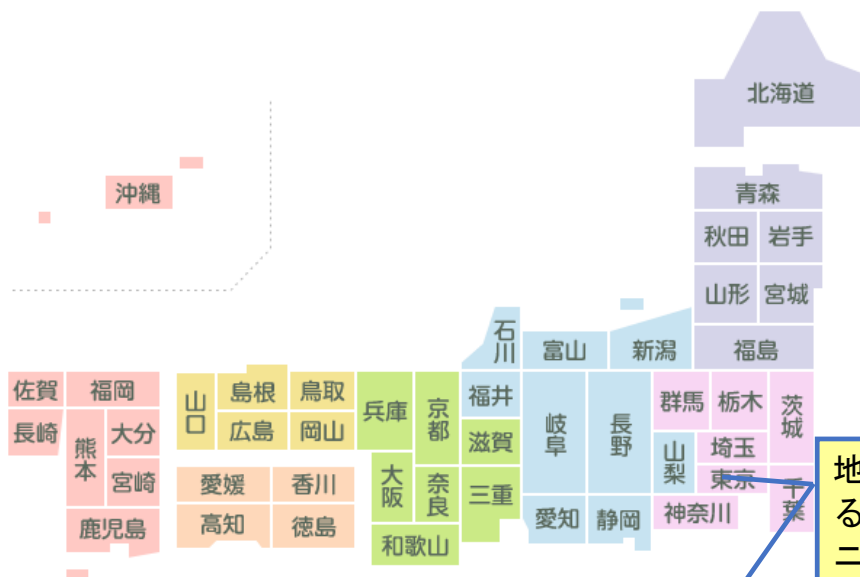 北海道
沖縄
青森
秋田
岩手
山形
宮城
石川
富山
新潟
福島
佐賀
福岡
山口
島根
鳥取
兵庫
京都
福井
岐阜
長野
群馬
栃木
茨城
長崎
熊本
大分
広島
岡山
滋賀
山梨
埼玉
宮崎
愛媛
香川
大阪
奈良
三重
東京
千葉
鹿児島
高知
徳島
和歌山
愛知
静岡
神奈川
地
る
ニ